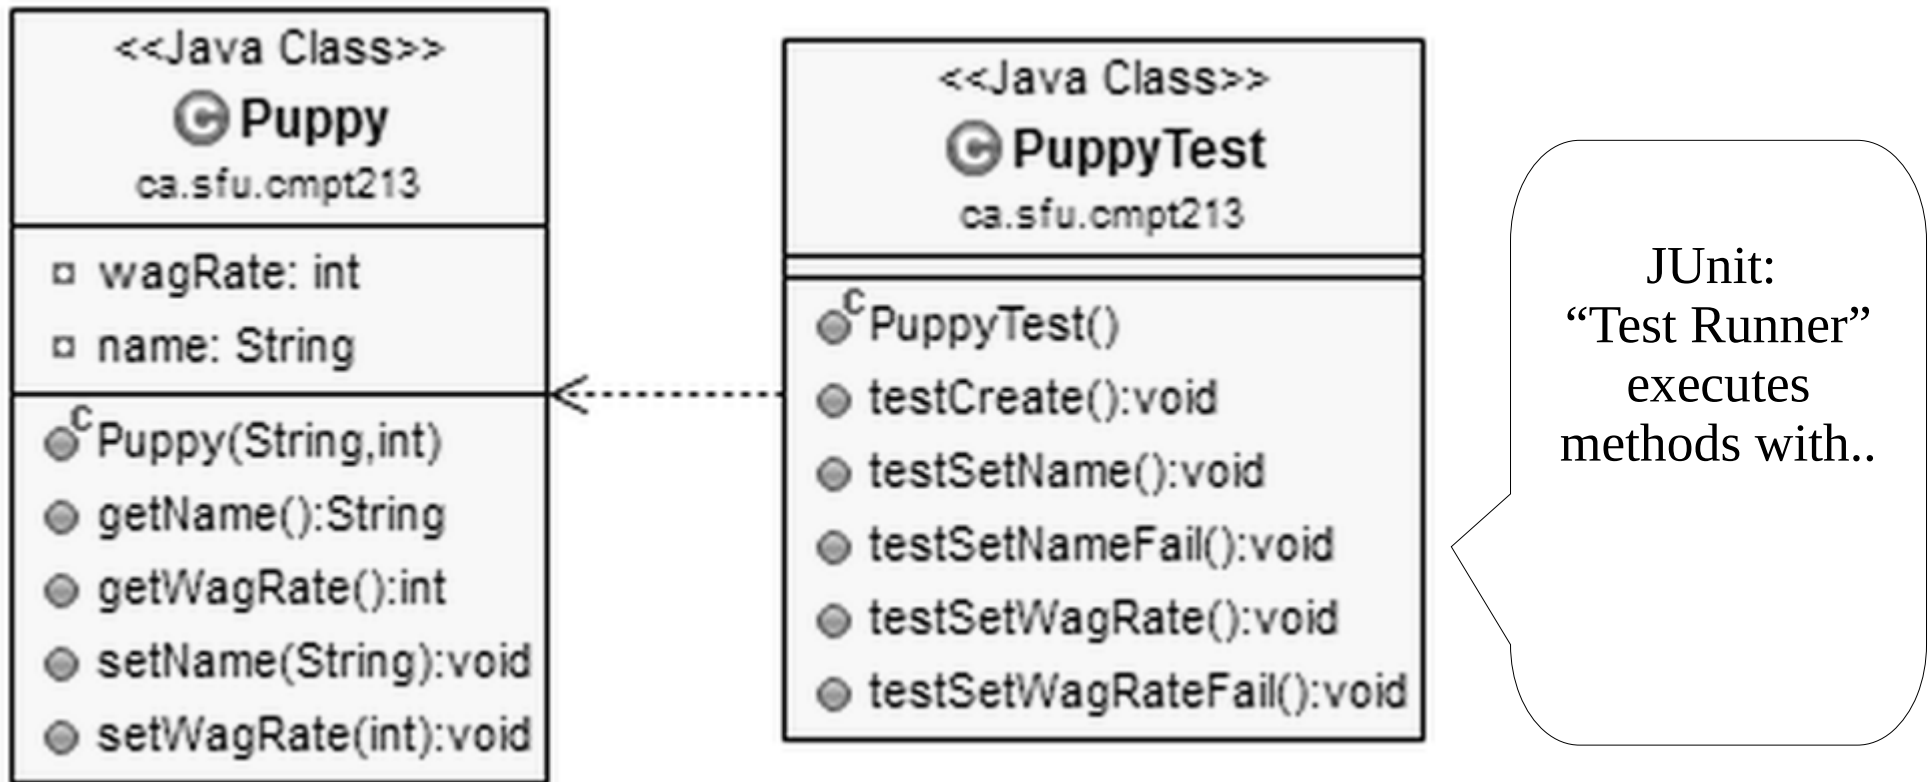 <<Java Class>>
C Puppy
ca.sfu.cmpt213
wagRate: int
name: String
C Puppy(String,int)
getName():String
getWagRate():int
setName(String):void
setWagRate(int):void
<<Java Class>>
C PuppyTest
ca.sfu.cmpt213
C PuppyTest()
testCreate():void
testSetName():void
testSetNameFail():void
testSetWagRate():void
testSetWagRateFail():void
JUnit:
“Test Runner”
executes
methods with..